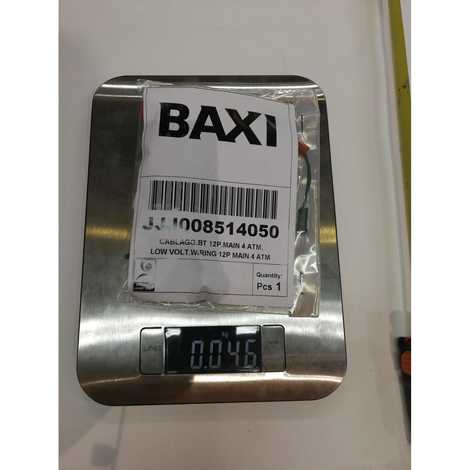 BAXI
JJJ008514050
CABLAGG.BT 12P.MAIN 4 ATM.
LOW VOLT.WIRING 12P.MAIN 4 ATM
Quantity:
Pcs 1
0.046